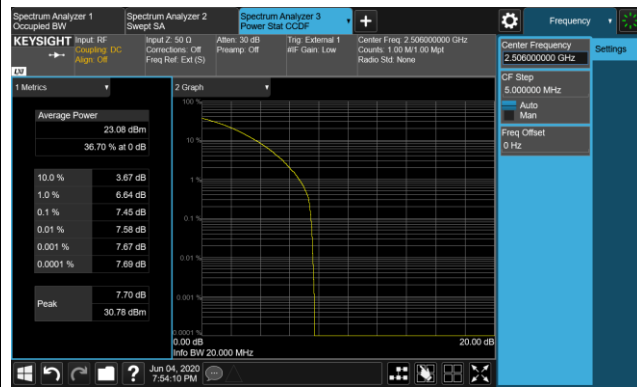 Spectrum Analyzer 1
Occupied BW
Spectrum Analyzer 2
Swept SA
Spectrum Analyzer 3
Power Stat CCDF
Frequency
KEYSIGHT
Input: RF
Coupling: DC
Align: Off
Input Z: 50 Ω
Corrections: Off
Freq Ref: Ext (S)
Atten: 30 dB
Preamp: Off
Trig: External 1
#IF Gain: Low
Center Freq: 2.506000000 GHz
Counts: 1.00 M/1.00 Mpt
Radio Std: None
LXI
1 Metrics
Average Power
23.08 dBm
36.70 % at 0 dB
10.0 % 3.67 dB
1.0 % 6.64 dB
0.1 % 7.45 dB
0.01 % 7.58 dB
0.001 % 7.67 dB
0.0001 % 7.69 dB
Peak 7.70 dB
30.78 dBm
2 Graph
100 %
10 %
1 %
0.1 %
0.01 %
0.001 %
0.0001 %
0.00 dB 20.00 dB
Info BW 20.000 MHz
Center Frequency
2.506000000 GHz
Settings
CF Step
5.000000 MHz
Auto
Man
Freq Offset
0 Hz
Jun 04, 2020
7:54:10 PM